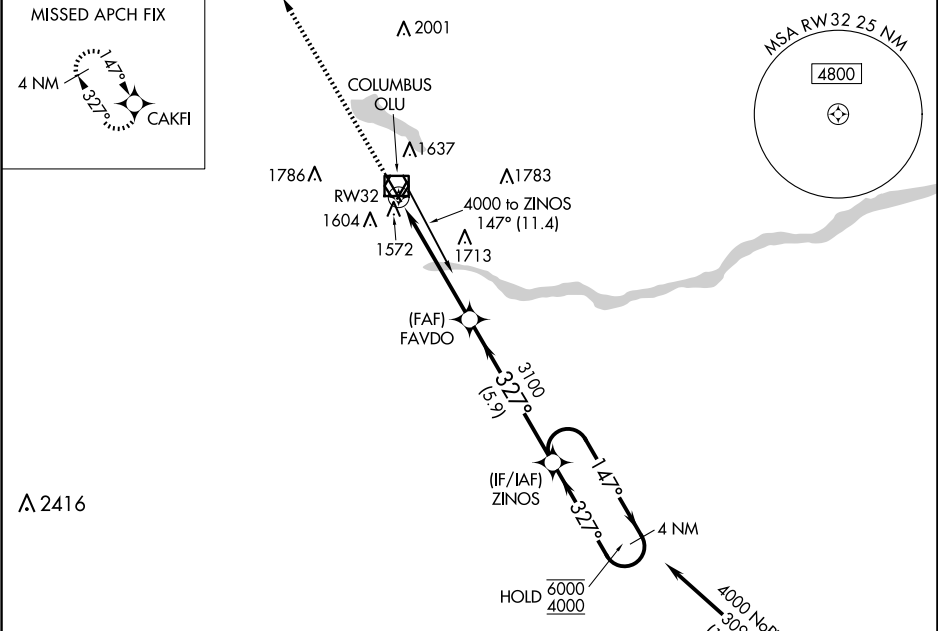 MISSED APCH FIX
4 NM
147°
327°
CAKFI
2001
MSA RW32 25 NM
4800
COLUMBUS
OLU
1637
1786
1783
RW32
4000 to ZINOS
147° (11.4)
1604
1572
1713
(FAF)
FAVDO
3100
327°
(5.9)
(IF/IAF)
ZINOS
147°
327°
4 NM
2416
HOLD 6000
4000
4000 NoPT